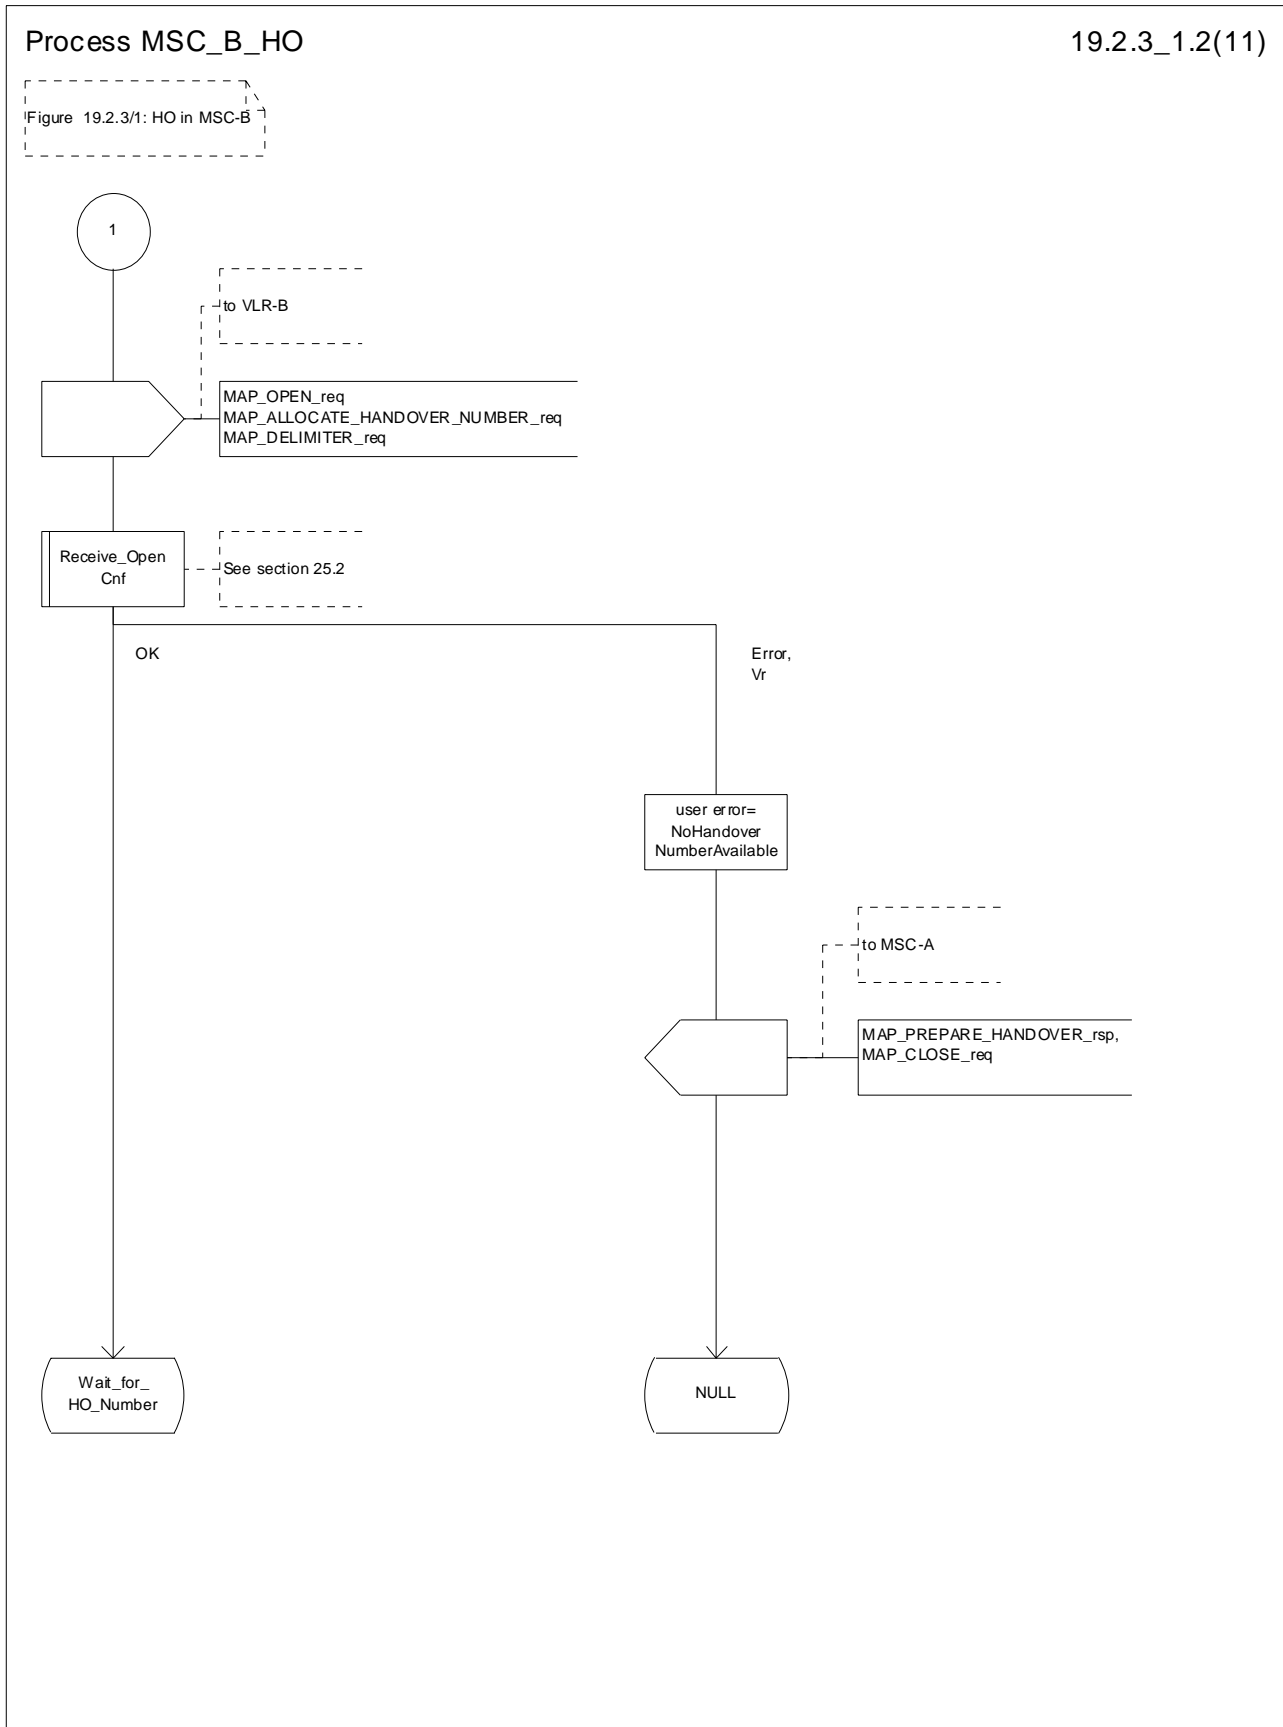 Process MSC_B_HO
19.2.3_1.2(11)
Figure 19.2.3/1: HO in MSC-B
1
to VLR-B
MAP_OPEN_req
MAP_ALLOCATE_HANDOVER_NUMBER_req
MAP_DELIMITER_req
Receive_Open
Cnf
See section 25.2
OK
Error,
Vr
user error=
NoHandover
NumberAvailable
to MSC-A
MAP_PREPARE_HANDOVER_rsp,
MAP_CLOSE_req
Wait_for_
HO_Number
NULL